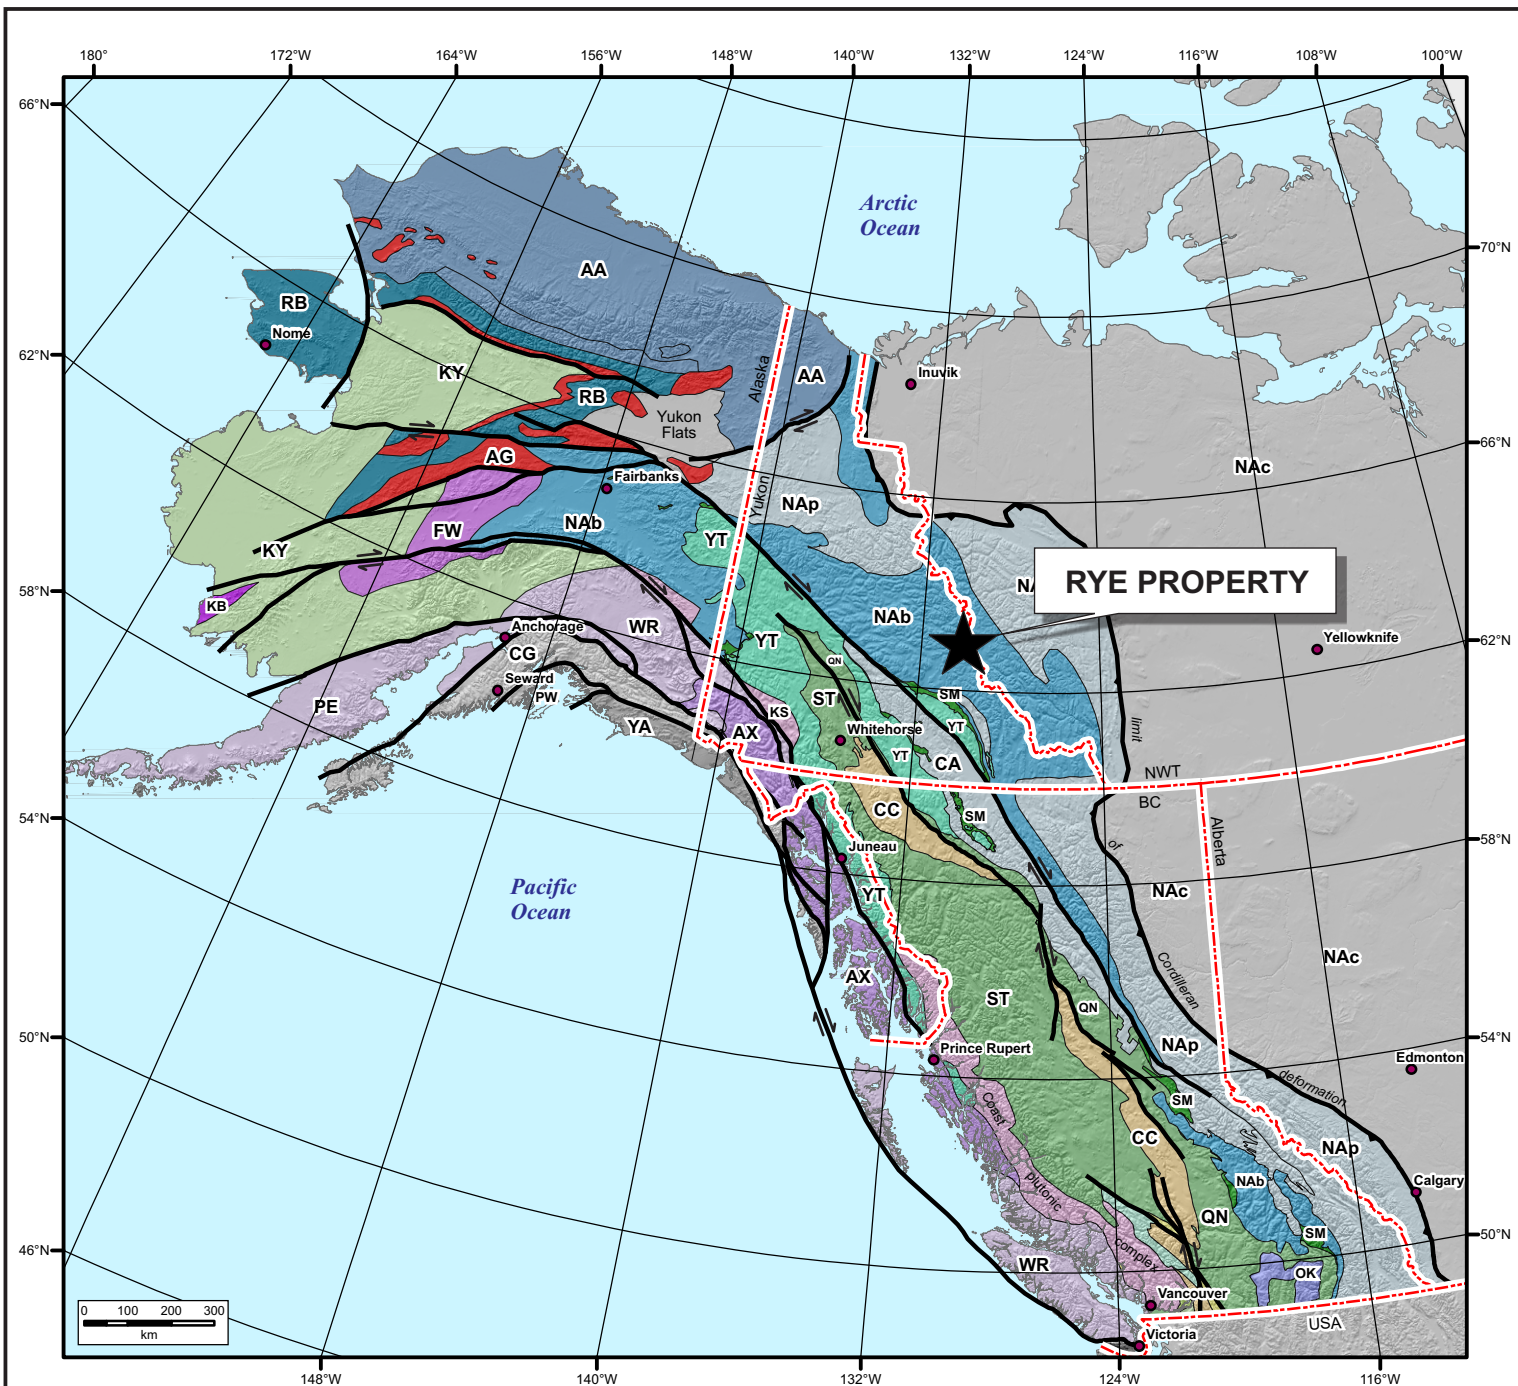 180°
172°W
164°W
156°W
148°W
140°W
132°W
124°W
116°W
108°W
100°W
66°N
62°N
58°N
54°N
50°N
46°N
70°N
66°N
62°N
58°N
54°N
50°N
148°W
140°W
132°W
124°W
116°W
Arctic
Ocean
AA
RB
Nome
KY
RB
Alaska
AA
Inuvik
Yukon
Flats
AG
Fairbanks
Yukon
NAp
NAc
FW
NAb
YT
KY
KB
RYE PROPERTY
NAb
Anchorage
WR
YT
QN
Yellowknife
CG
Seward
PW
PE
YA
ST
KS
AX
SM
YT
Whitehorse
YT
CA
limit
NWT
BC
CC
SM
of
Alberta
Juneau
YT
NAc
Pacific
Ocean
AX
ST
QN
Cordilleran
NAc
Prince Rupert
NAp
Edmonton
deformation
Coast
SM
CC
NAp
plutonic
NAb
Calgary
QN
complex
SM
WR
OK
Vancouver
USA
Victoria
0 100 200 300
km